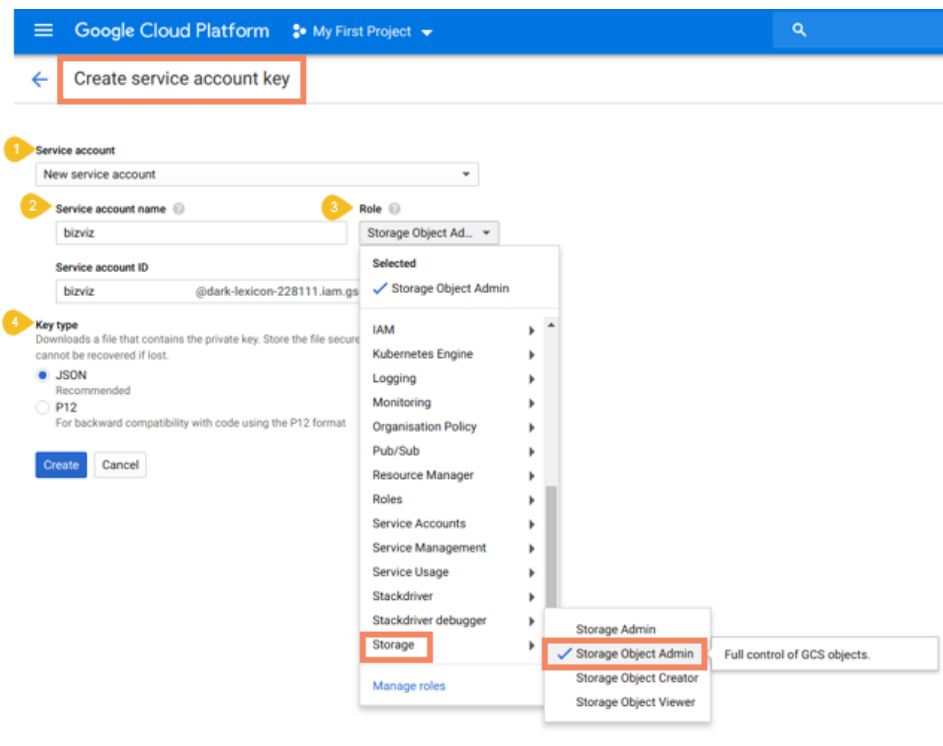 Google Cloud Platform My First Project
Create service account key
1 Service account
New service account
2 Service account name
3 Role
bizviz
Storage Object Ad...
Service account ID
bizviz @dark-lexicon-228111.iam.gs
4 Key type
Downloads a file that contains the private key. Store the file secure
cannot be recovered if lost.
JSON
Recommended
P12
For backward compatibility with code using the P12 format
Create Cancel
Selected
Storage Object Admin
IAM
Kubernetes Engine
Logging
Monitoring
Organisation Policy
Pub/Sub
Resource Manager
Roles
Service Accounts
Service Management
Service Usage
Stackdriver
Stackdriver debugger
Storage
Manage roles
Storage Admin
Storage Object Admin
Full control of GCS objects.
Storage Object Creator
Storage Object Viewer